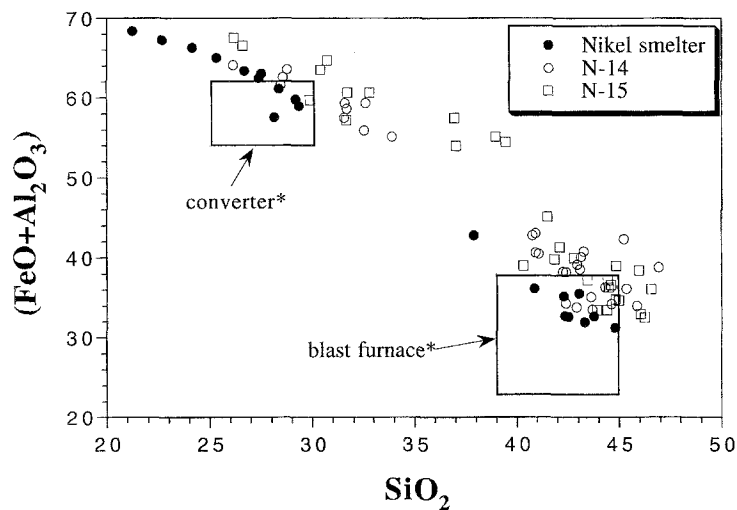 70
60
50
40
30
20
(FeO+Al₂O₃)
Nikel smelter
N-14
N-15
converter*
blast furnace*
20
25
30
35
40
45
50
SiO₂